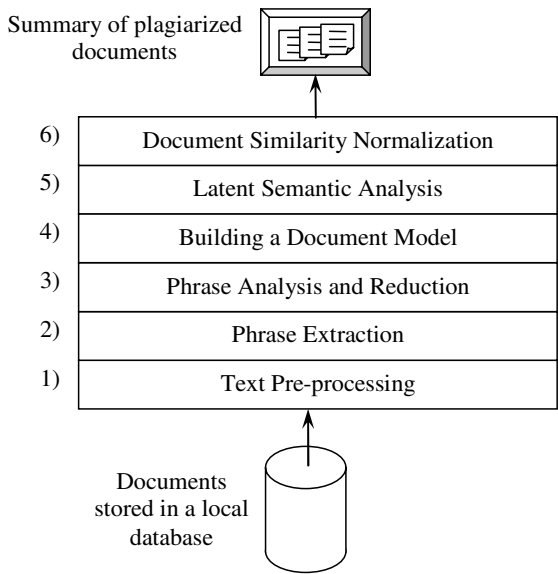 Summary of plagiarized
documents
6) Document Similarity Normalization
5) Latent Semantic Analysis
4) Building a Document Model
3) Phrase Analysis and Reduction
2) Phrase Extraction
1) Text Pre-processing
Documents
stored in a local
database